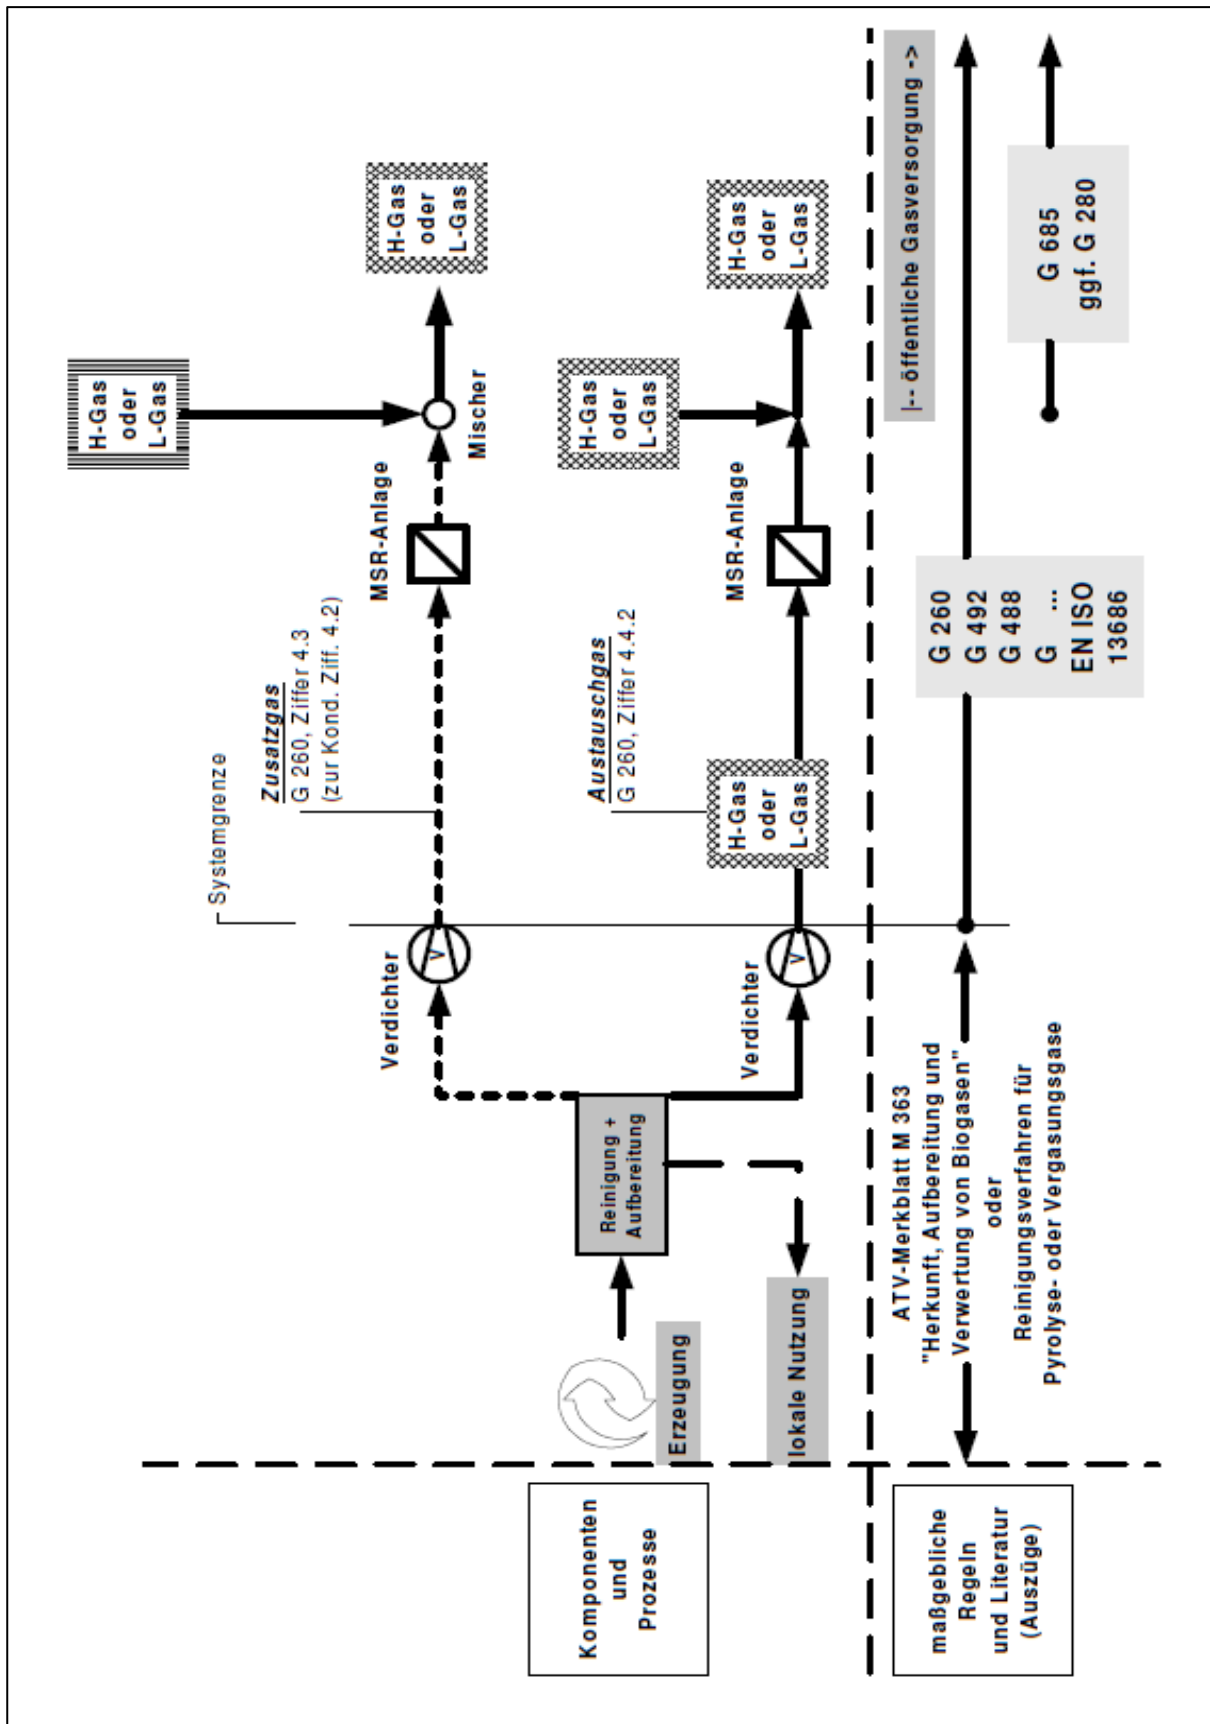 Komponenten
und
Prozesse
Erzeugung
lokale Nutzung
Reinigung +
Aufbereitung
Verdichter
V
Verdichter
V
Systemgrenze
Zusatzgas
G 260, Ziffer 4.3
(zur Kond. Ziff. 4.2)
MSR-Anlage
Mischer
H-Gas
oder
L-Gas
H-Gas
oder
L-Gas
Austauschgas
G 260, Ziffer 4.4.2
H-Gas
oder
L-Gas
MSR-Anlage
H-Gas
oder
L-Gas
H-Gas
oder
L-Gas
maßgebliche
Regeln
und Literatur
(Auszüge)
ATV-Merkblatt M 363
"Herkunft, Aufbereitung und
Verwertung von Biogasen"
oder
Reinigungsverfahren für
Pyrolyse- oder Vergasungsgase
G 260
G 492
G 488
G ...
EN ISO
13686
|-- öffentliche Gasversorgung ->
G 685
ggf. G 280